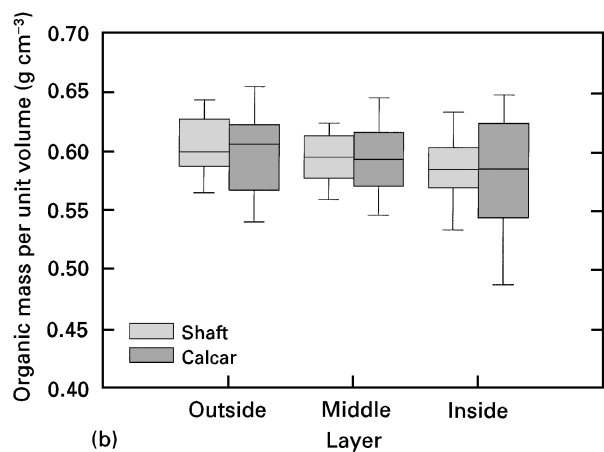 Organic mass per unit volume (g cm⁻³)
0.70
0.65
0.60
0.55
0.50
0.45
0.40
Shaft
Calcar
Outside Middle Inside
(b) Layer